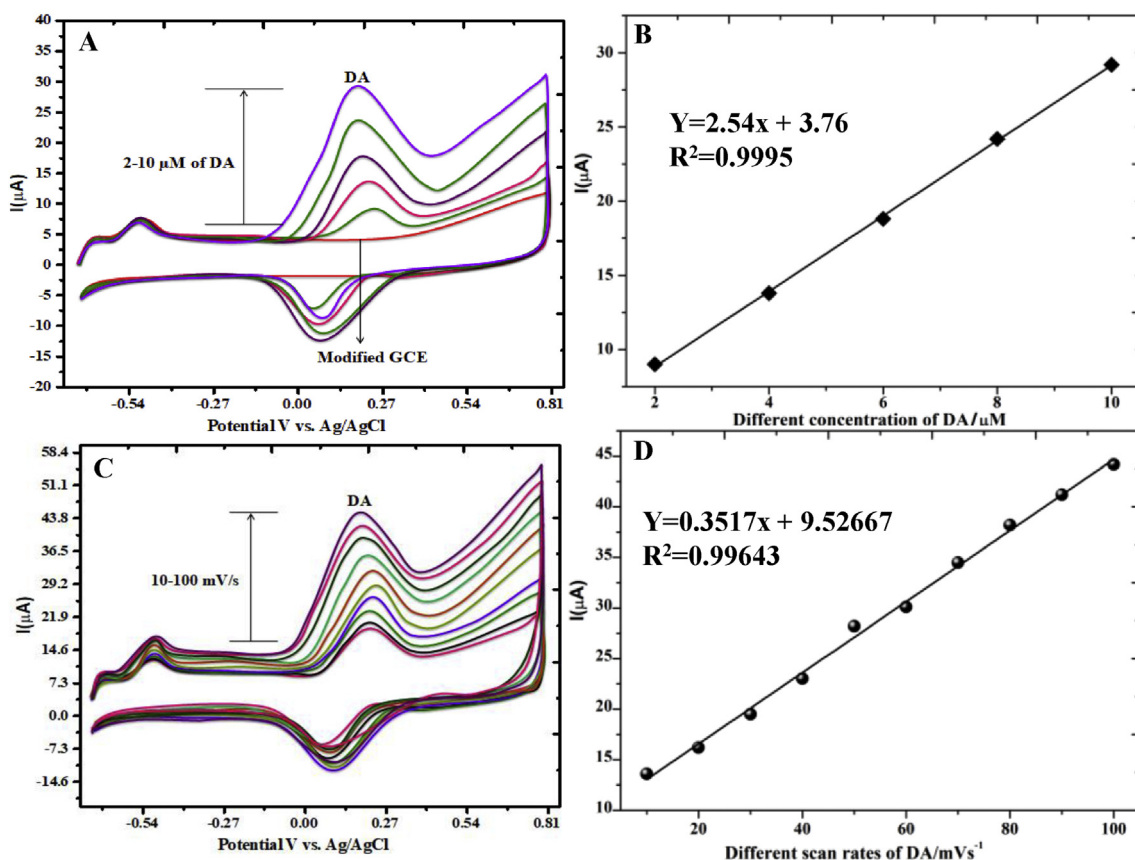 A
40
35
30
25
20
15
10
5
0
-5
-10
-15
-20
I(μA)
DA
2-10 μM of DA
Modified GCE
-0.54
-0.27
0.00
0.27
0.54
0.81
Potential V vs. Ag/AgCl
B
30
25
20
15
10
I(μA)
Y=2.54x + 3.76
R²=0.9995
2
4
6
8
10
Different concentration of DA/μM
C
58.4
51.1
43.8
36.5
29.2
21.9
14.6
7.3
0.0
-7.3
-14.6
I(μA)
DA
10-100 mV/s
-0.54
-0.27
0.00
0.27
0.54
0.81
Potential V vs. Ag/AgCl
D
45
40
35
30
25
20
15
10
I(μA)
Y=0.3517x + 9.52667
R²=0.99643
20
40
60
80
100
Different scan rates of DA/mVs⁻¹